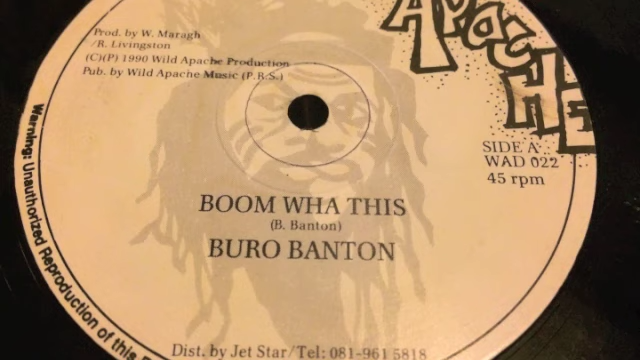 APACHE
Prod. by W. Maragh
/R. Livingston
(C)(P) 1990 Wild Apache Production
Pub. by Wild Apache Music (P.R.S.)
SIDE A
WAD 022
45 rpm
BOOM WHA THIS
(B. Banton)
BURO BANTON
Dist. by Jet Star/Tel: 081-961 5818
Warning: Unauthorized Reproduction of this